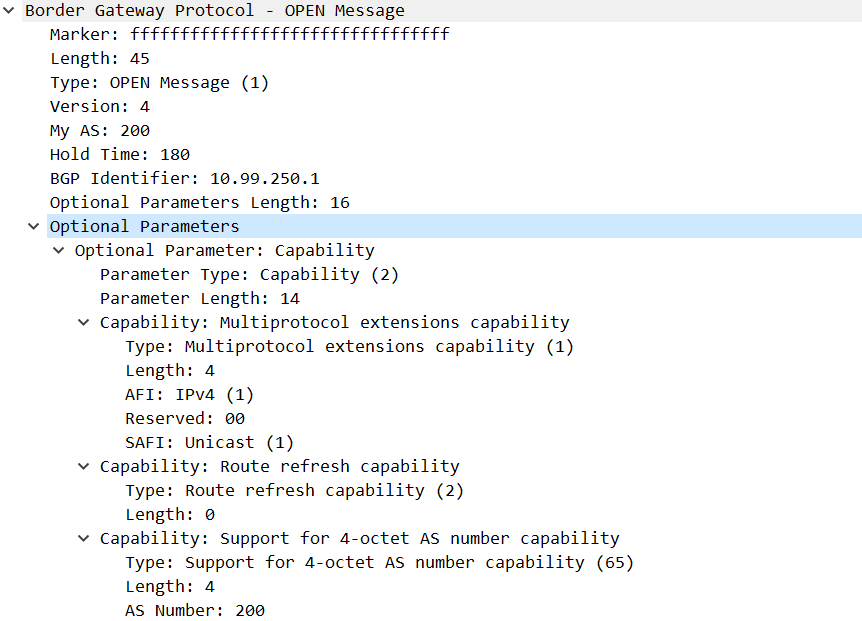 Border Gateway Protocol - OPEN Message
Marker: ffffffffffffffffffffffffffffffff
Length: 45
Type: OPEN Message (1)
Version: 4
My AS: 200
Hold Time: 180
BGP Identifier: 10.99.250.1
Optional Parameters Length: 16
Optional Parameters
Optional Parameter: Capability
Parameter Type: Capability (2)
Parameter Length: 14
Capability: Multiprotocol extensions capability
Type: Multiprotocol extensions capability (1)
Length: 4
AFI: IPv4 (1)
Reserved: 00
SAFI: Unicast (1)
Capability: Route refresh capability
Type: Route refresh capability (2)
Length: 0
Capability: Support for 4-octet AS number capability
Type: Support for 4-octet AS number capability (65)
Length: 4
AS Number: 200